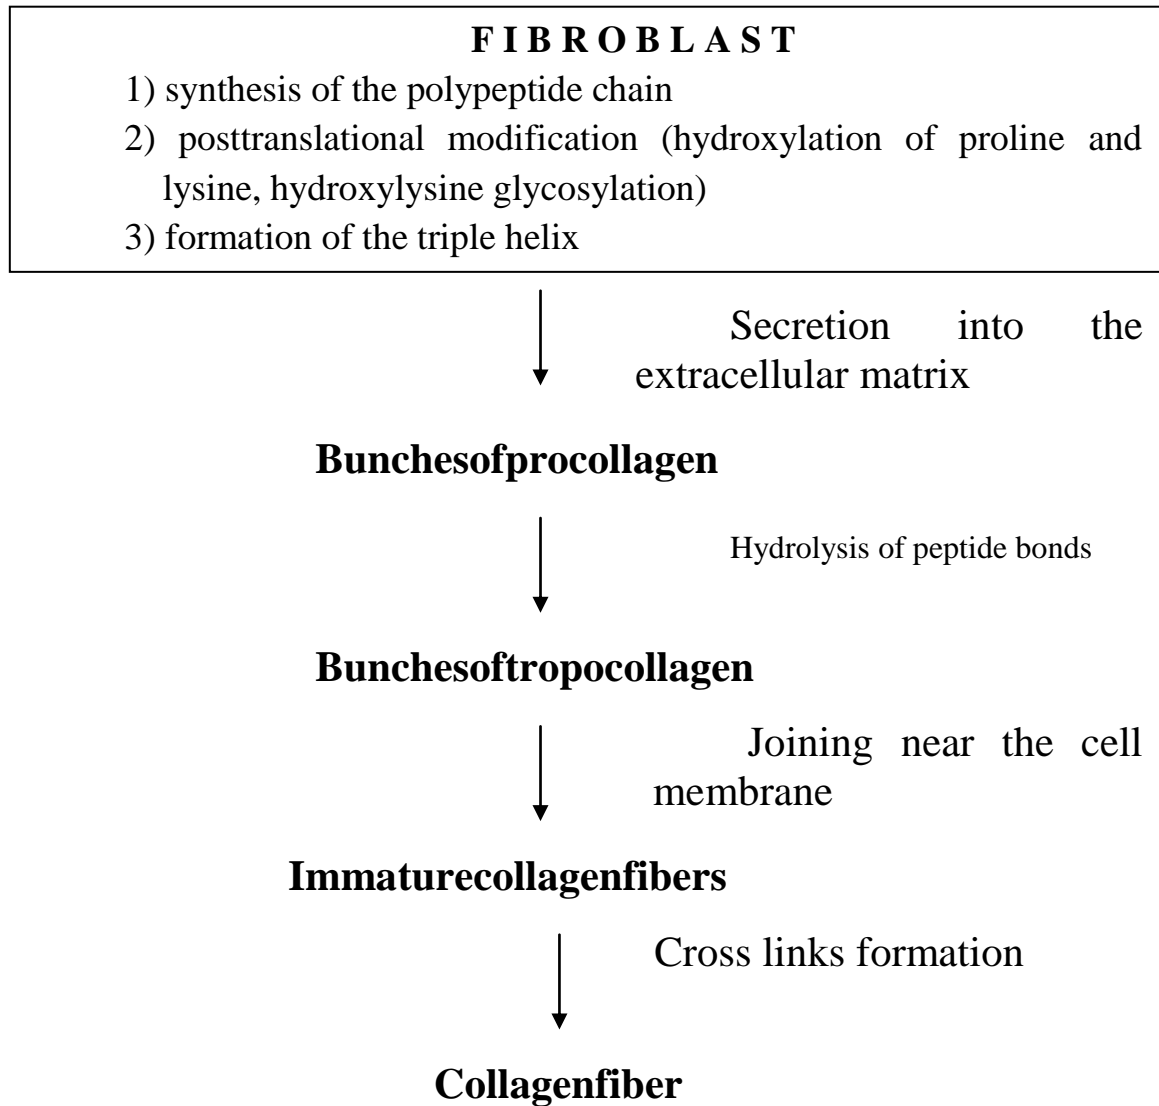 F I B R O B L A S T
1) synthesis of the polypeptide chain
2) posttranslational modification (hydroxylation of proline and
lysine, hydroxylysine glycosylation)
3) formation of the triple helix
Secretion into the
extracellular matrix
Bunchesofprocollagen
Hydrolysis of peptide bonds
Bunchesoftropocollagen
Joining near the cell
membrane
Immaturecollagenfibers
Cross links formation
Collagenfiber